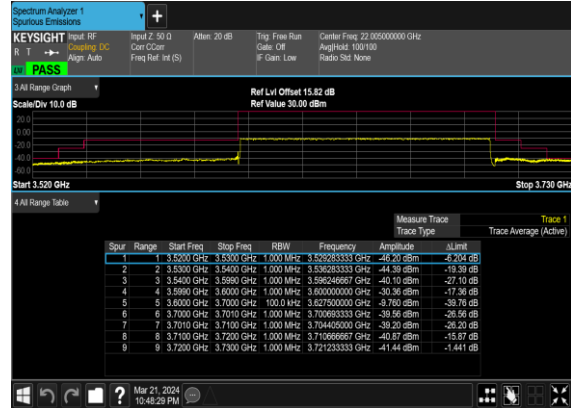 Spectrum Analyzer 1
Spurious Emissions
+
KEYSIGHT Input: RF Input Z: 50 Ω Atten: 20 dB Trig: Free Run Center Freq: 22.005000000 GHz
R T Coupling: DC Corr CCorr Gate: Off Avg|Hold: 100/100
Align: Auto Freq Ref: Int (S) IF Gain: Low Radio Std: None
PASS
3 All Range Graph
Ref Lvl Offset 15.82 dB
Scale/Div 10.0 dB Ref Value 30.00 dBm
20.0
0.00
-20.0
-40.0
-60.0
Start 3.520 GHz Stop 3.730 GHz
4 All Range Table
Measure Trace Trace 1
Trace Type Trace Average (Active)
Spur Range Start Freq Stop Freq RBW Frequency Amplitude ΔLimit
1 1 3.5200 GHz 3.5300 GHz 1.000 MHz 3.529283333 GHz -46.20 dBm -6.204 dB
2 2 3.5300 GHz 3.5400 GHz 1.000 MHz 3.536283333 GHz -44.39 dBm -19.39 dB
3 3 3.5400 GHz 3.5990 GHz 1.000 MHz 3.596246667 GHz -40.10 dBm -27.10 dB
4 4 3.5990 GHz 3.6000 GHz 1.000 MHz 3.600000000 GHz -30.36 dBm -17.36 dB
5 5 3.6000 GHz 3.7000 GHz 100.0 kHz 3.627500000 GHz -9.760 dBm -39.76 dB
6 6 3.7000 GHz 3.7010 GHz 1.000 MHz 3.700693333 GHz -39.56 dBm -26.56 dB
7 7 3.7010 GHz 3.7100 GHz 1.000 MHz 3.704405000 GHz -39.20 dBm -26.20 dB
8 8 3.7100 GHz 3.7200 GHz 1.000 MHz 3.710666667 GHz -40.87 dBm -15.87 dB
9 9 3.7200 GHz 3.7300 GHz 1.000 MHz 3.721233333 GHz -41.44 dBm -1.441 dB
? Mar 21, 2024
10:48:29 PM